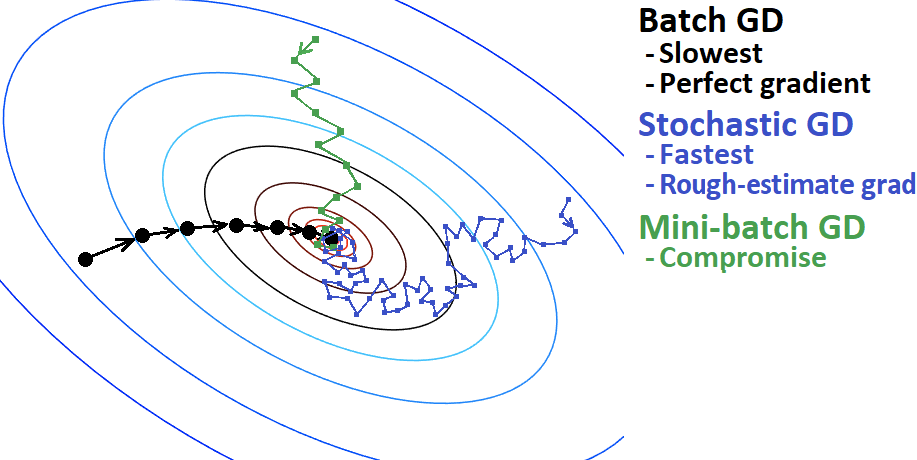 Batch GD
- Slowest
- Perfect gradient
Stochastic GD
- Fastest
- Rough-estimate grad
Mini-batch GD
- Compromise